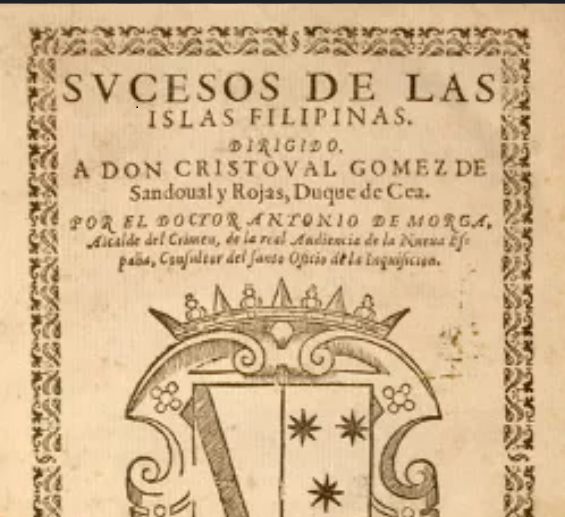 SVCESOS DE LAS
ISLAS FILIPINAS.
DIRIGIDO,
A DON CRISTOVAL GOMEZ DE
Sandoual y Rojas, Duque de Cea.
POR EL DOCTOR ANTONIO DE MORGA,
Alcalde del Crimen, de la real Audiencia de la Nueua Es-
paña, Consultor del santo Oficio de la Inquisicion.